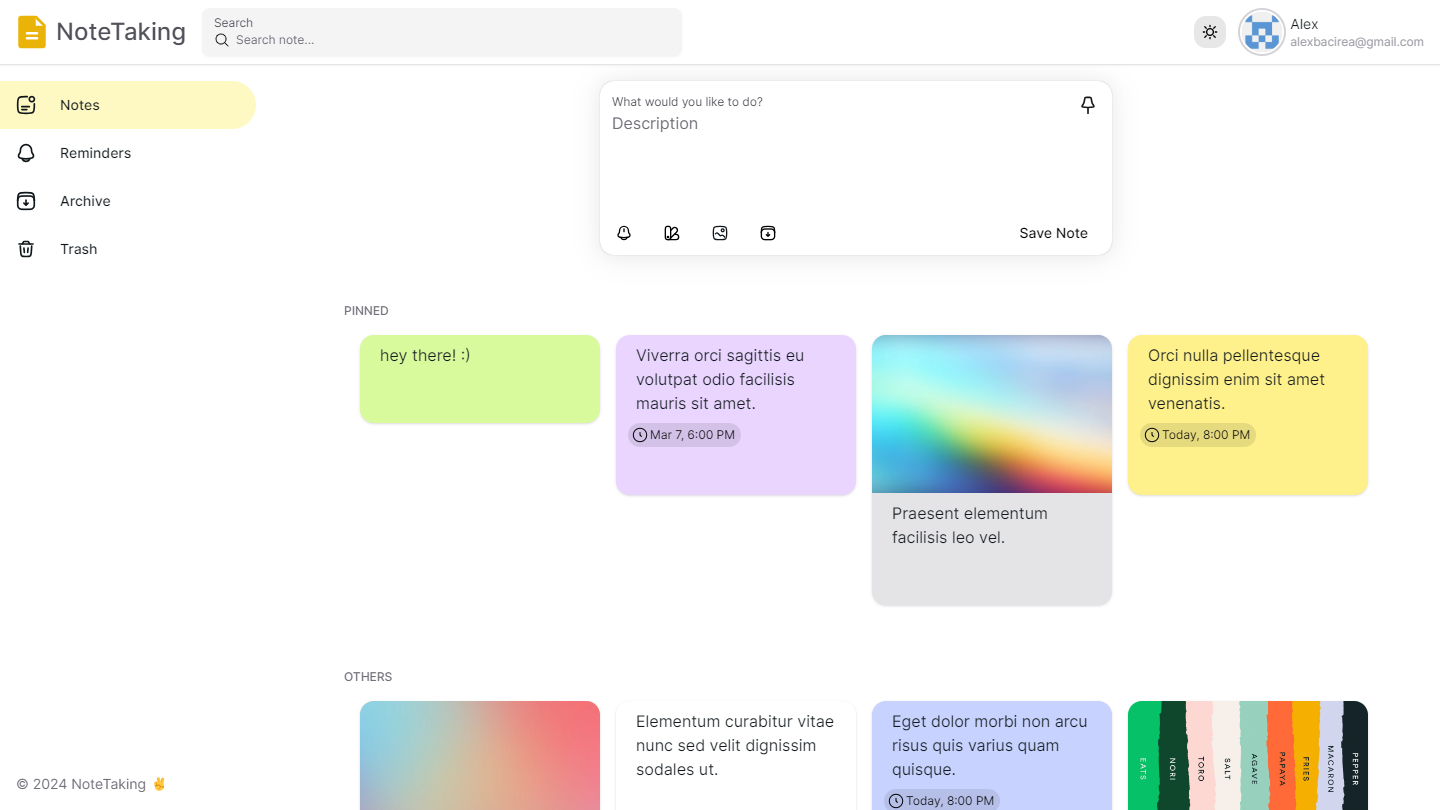 NoteTaking
Search
Search note...
Alex
alexbacirea@gmail.com
Notes
Reminders
Archive
Trash
What would you like to do?
Description
Save Note
PINNED
hey there! :)
Viverra orci sagittis eu
volutpat odio facilisis
mauris sit amet.
Mar 7, 6:00 PM
Praesent elementum
facilisis leo vel.
Orci nulla pellentesque
dignissim enim sit amet
venenatis.
Today, 8:00 PM
OTHERS
Elementum curabitur vitae
nunc sed velit dignissim
sodales ut.
Eget dolor morbi non arcu
risus quis varius quam
quisque.
Today, 8:00 PM
EATS
NORI
TORO
SALT
AGAVE
PAPAYA
FRIES
MACARON
PEPPER
© 2024 NoteTaking ✌